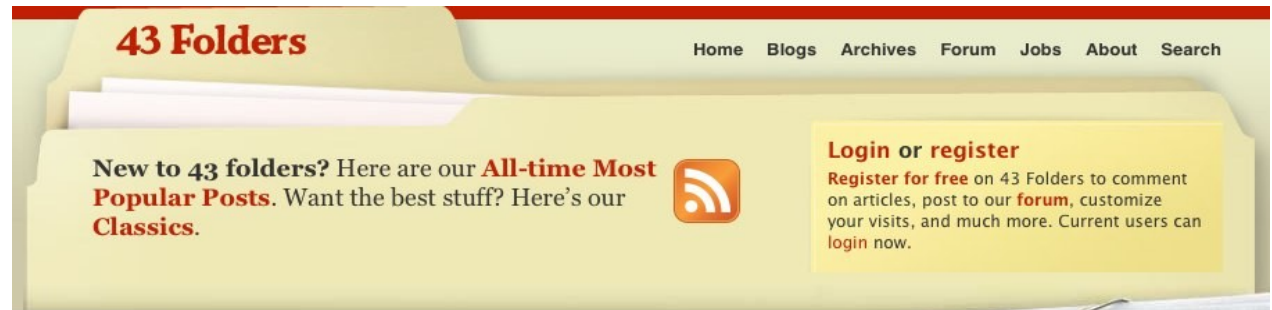 43 Folders
Home Blogs Archives Forum Jobs About Search
New to 43 folders? Here are our All-time Most
Popular Posts. Want the best stuff? Here's our
Classics.
Login or register
Register for free on 43 Folders to comment
on articles, post to our forum, customize
your visits, and much more. Current users can
login now.